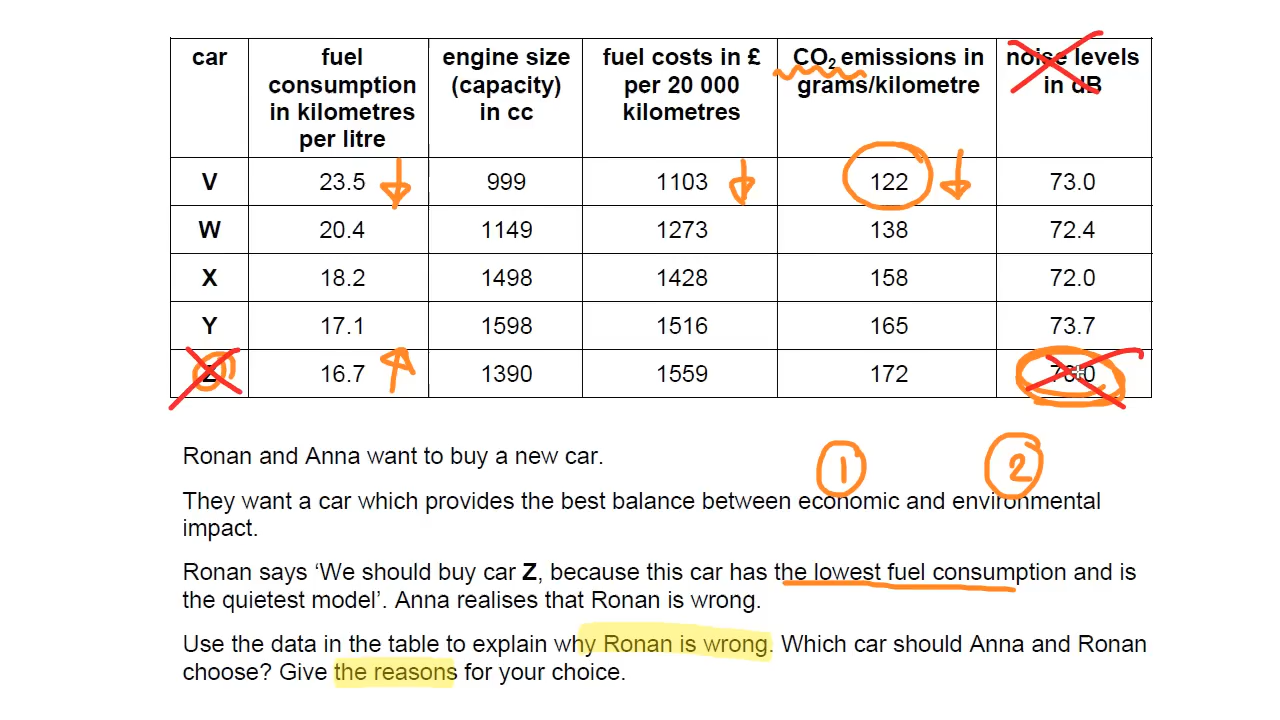 car fuel consumption in kilometres per litre engine size (capacity) in cc fuel costs in £ per 20 000 kilometres CO₂ emissions in grams/kilometre noise levels in dB
V 23.5 999 1103 122 73.0
W 20.4 1149 1273 138 72.4
X 18.2 1498 1428 158 72.0
Y 17.1 1598 1516 165 73.7
Z 16.7 1390 1559 172
1 2
Ronan and Anna want to buy a new car.
They want a car which provides the best balance between economic and environmental
impact.
Ronan says ‘We should buy car Z, because this car has the lowest fuel consumption and is
the quietest model’. Anna realises that Ronan is wrong.
Use the data in the table to explain why Ronan is wrong. Which car should Anna and Ronan
choose? Give the reasons for your choice.